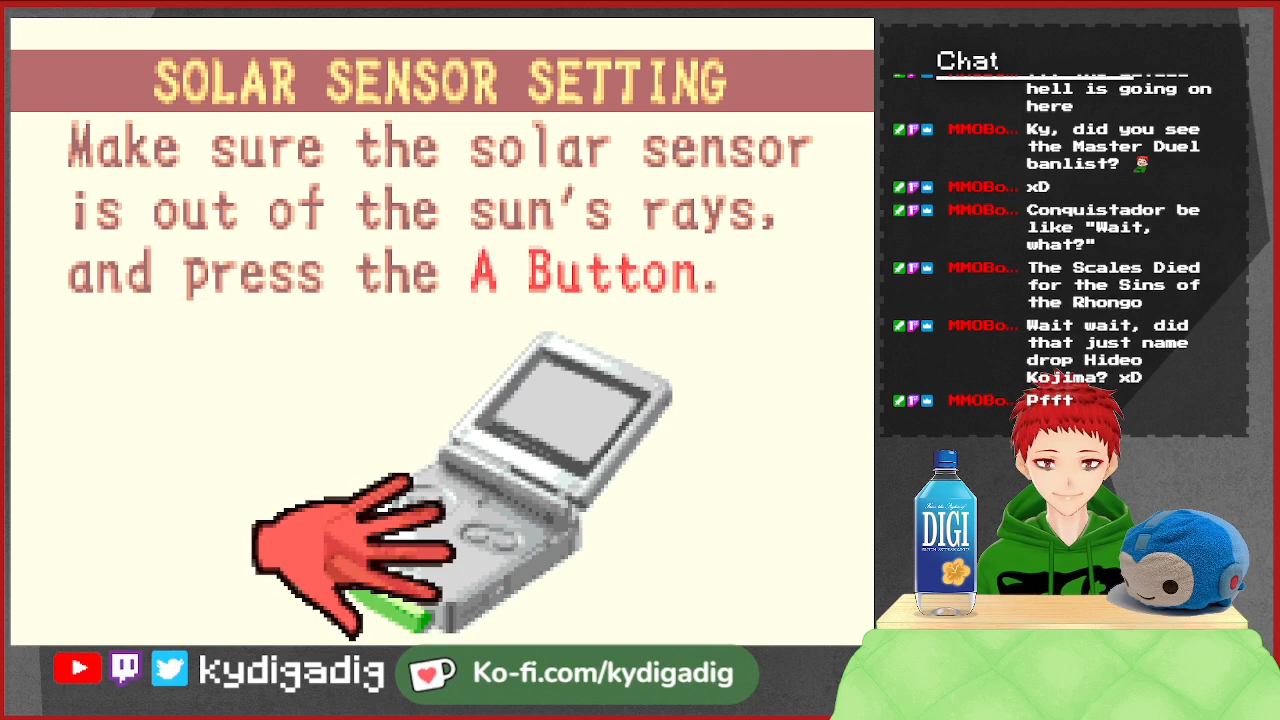 SOLAR SENSOR SETTING
Make sure the solar sensor
is out of the sun's rays,
and press the A Button.
Chat
hell is going on
here
MMOBo... Ky, did you see
the Master Duel
banlist?
MMOBo... xD
MMOBo... Conquistador be
like "Wait,
what?"
MMOBo... The Scales Died
for the Sins of
the Rhongo
MMOBo... Wait wait, did
that just name
drop Hideo
Kojima? xD
MMOBo... Pfft
DIGI
kydigadig
Ko-fi.com/kydigadig